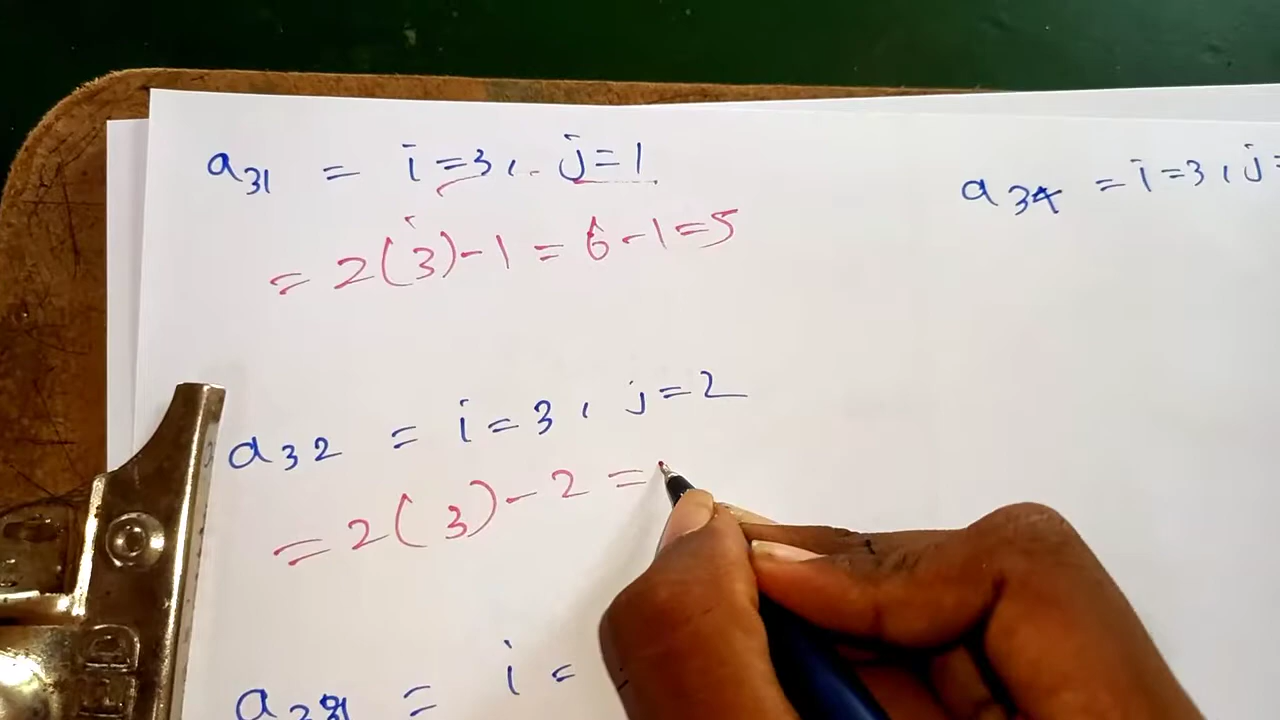 a31 = i=3, j=1
= 2(3)-1 = 6-1=5
a34 = i=3, j=
a32 = i=3, j=2
= 2(3)-2 =
i =